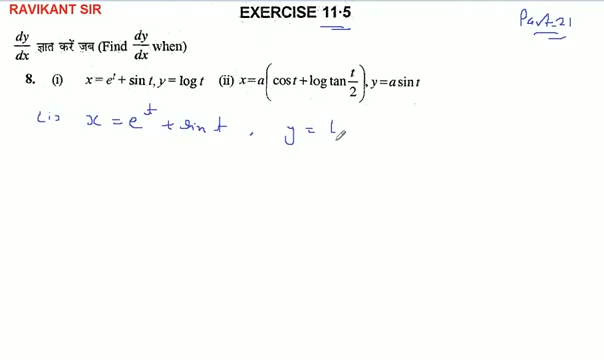 RAVIKANT SIR
EXERCISE 11·5
Part-21
dy/dx ज्ञात करें जब (Find dy/dx when)
8. (i) x = e^t + sin t, y = log t (ii) x = a(cos t + log tan t/2), y = a sin t
(i) x = e^t + sin t , y = l